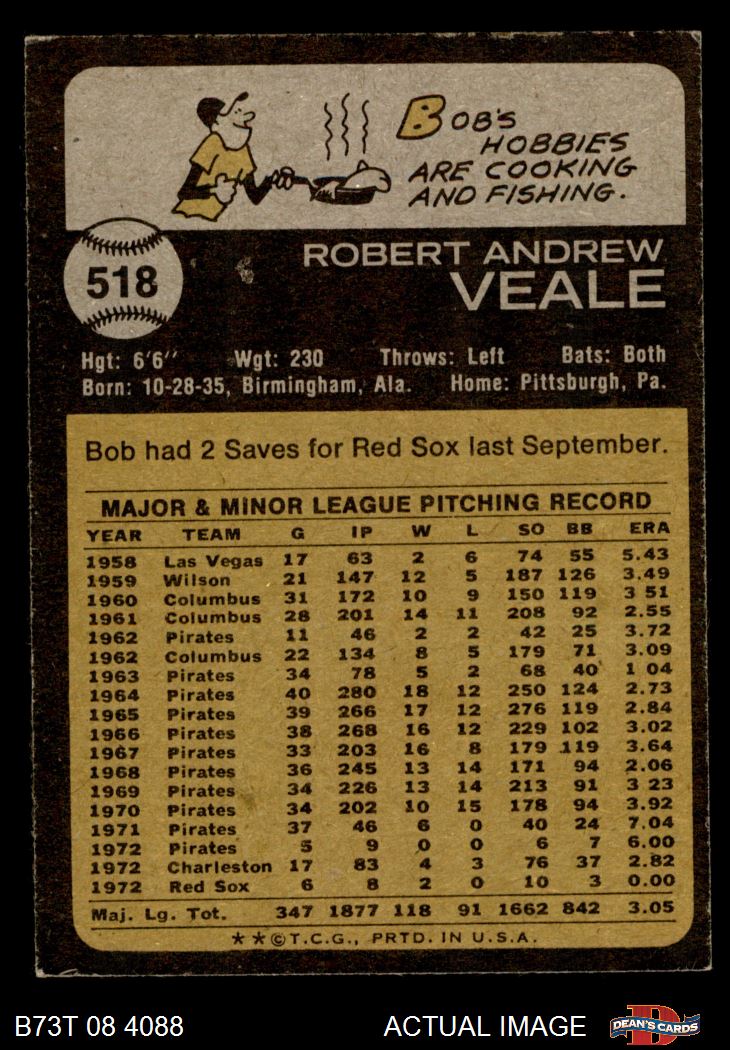 BOB'S
HOBBIES
ARE COOKING
AND FISHING.
518
ROBERT ANDREW
VEALE
Hgt: 6'6" Wgt: 230 Throws: Left Bats: Both
Born: 10-28-35, Birmingham, Ala. Home: Pittsburgh, Pa.
Bob had 2 Saves for Red Sox last September.
MAJOR & MINOR LEAGUE PITCHING RECORD
YEAR TEAM G IP W L SO BB ERA
1958 Las Vegas 17 63 2 6 74 55 5.43
1959 Wilson 21 147 12 5 187 126 3.49
1960 Columbus 31 172 10 9 150 119 3 51
1961 Columbus 28 201 14 11 208 92 2.55
1962 Pirates 11 46 2 2 42 25 3.72
1962 Columbus 22 134 8 5 179 71 3.09
1963 Pirates 34 78 5 2 68 40 1 04
1964 Pirates 40 280 18 12 250 124 2.73
1965 Pirates 39 266 17 12 276 119 2.84
1966 Pirates 38 268 16 12 229 102 3.02
1967 Pirates 33 203 16 8 179 119 3.64
1968 Pirates 36 245 13 14 171 94 2.06
1969 Pirates 34 226 13 14 213 91 3 23
1970 Pirates 34 202 10 15 178 94 3.92
1971 Pirates 37 46 6 0 40 24 7.04
1972 Pirates 5 9 0 0 6 7 6.00
1972 Charleston 17 83 4 3 76 37 2.82
1972 Red Sox 6 8 2 0 10 3 0.00
Maj. Lg. Tot. 347 1877 118 91 1662 842 3.05
**©T.C.G., PRTD. IN U.S.A.
B73T 08 4088 ACTUAL IMAGE DEAN'S CARDS